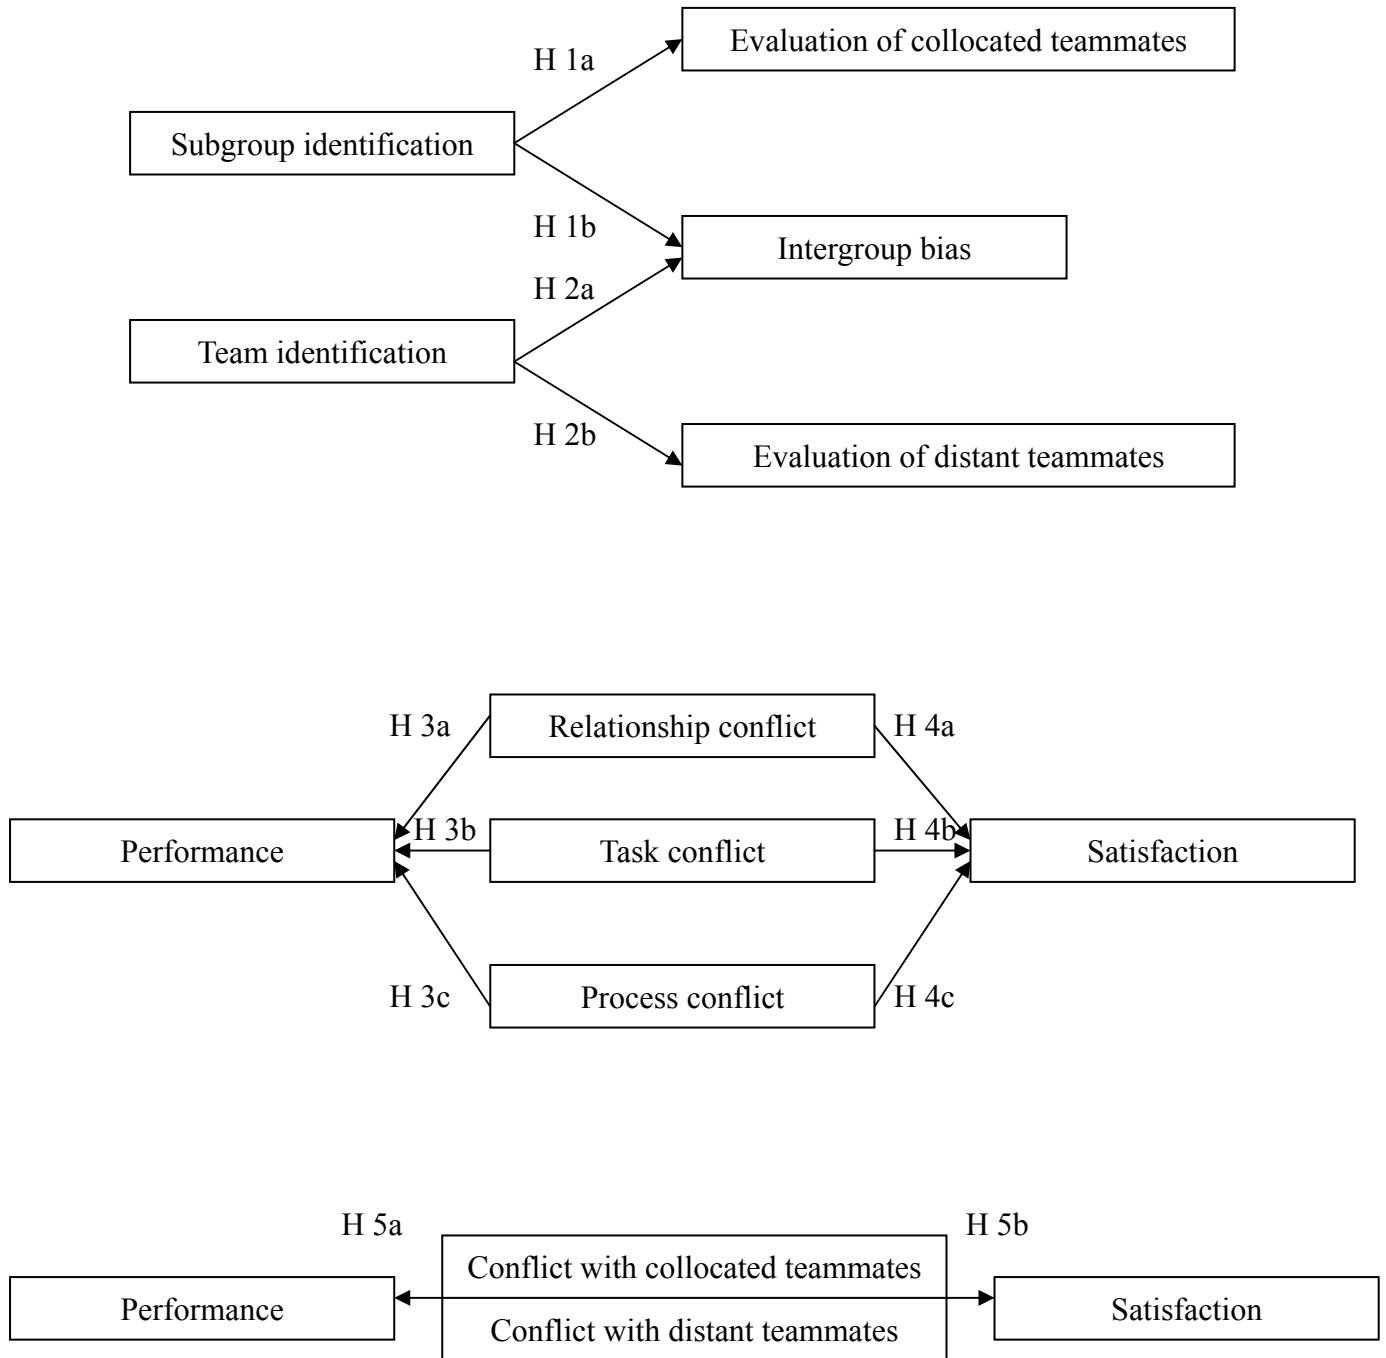 Evaluation of collocated teammates
H 1a
Subgroup identification
H 1b
Intergroup bias
H 2a
Team identification
H 2b
Evaluation of distant teammates
H 3a
Relationship conflict
H 4a
Performance
H 3b
Task conflict
H 4b
Satisfaction
H 3c
Process conflict
H 4c
H 5a
H 5b
Conflict with collocated teammates
Performance
Satisfaction
Conflict with distant teammates